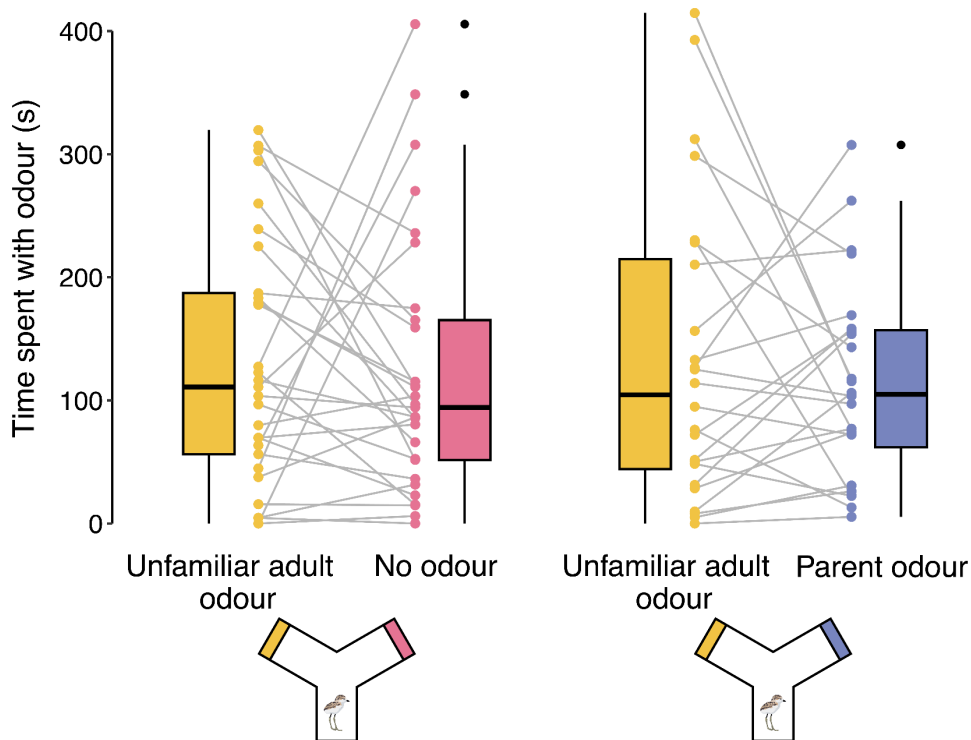 Time spent with odour (s)
400
300
200
100
0
Unfamiliar adult
odour
No odour
Unfamiliar adult
odour
Parent odour